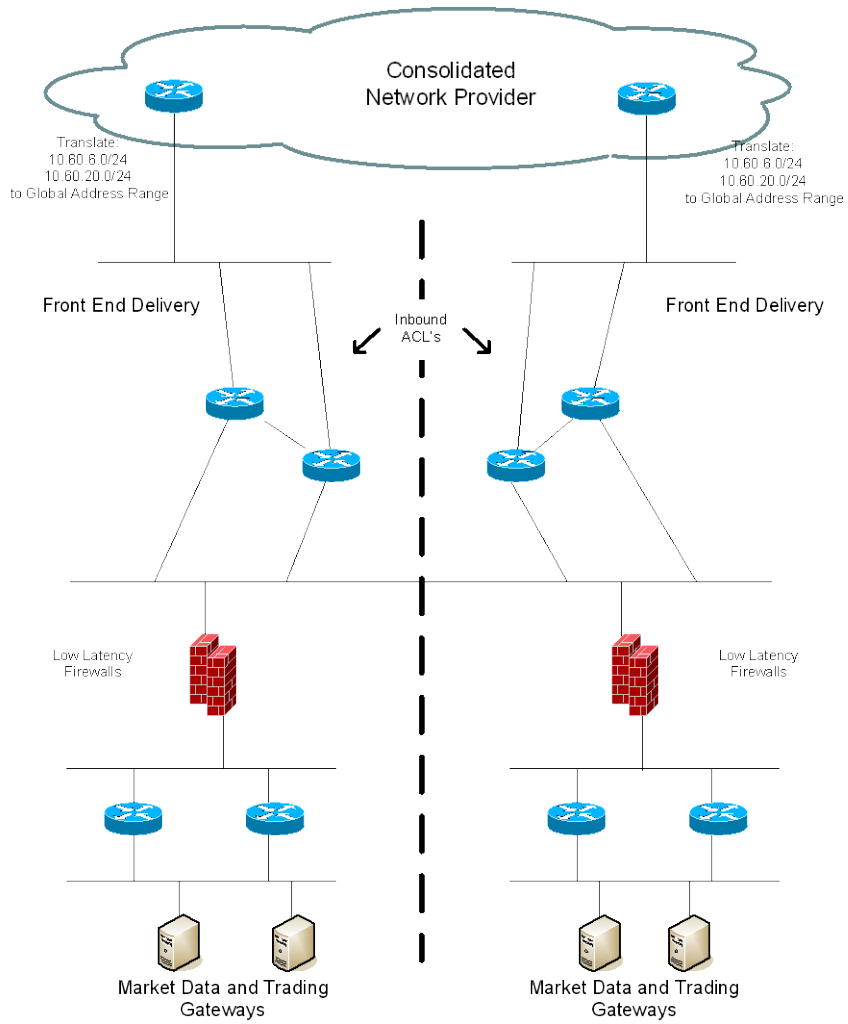 Consolidated
Network Provider
Translate:
10.60.6.0/24
10.60.20.0/24
to Global Address Range
Translate:
10.60.6.0/24
10.60.20.0/24
to Global Address Range
Front End Delivery
Front End Delivery
Inbound
ACL's
Low Latency
Firewalls
Low Latency
Firewalls
Market Data and Trading
Gateways
Market Data and Trading
Gateways